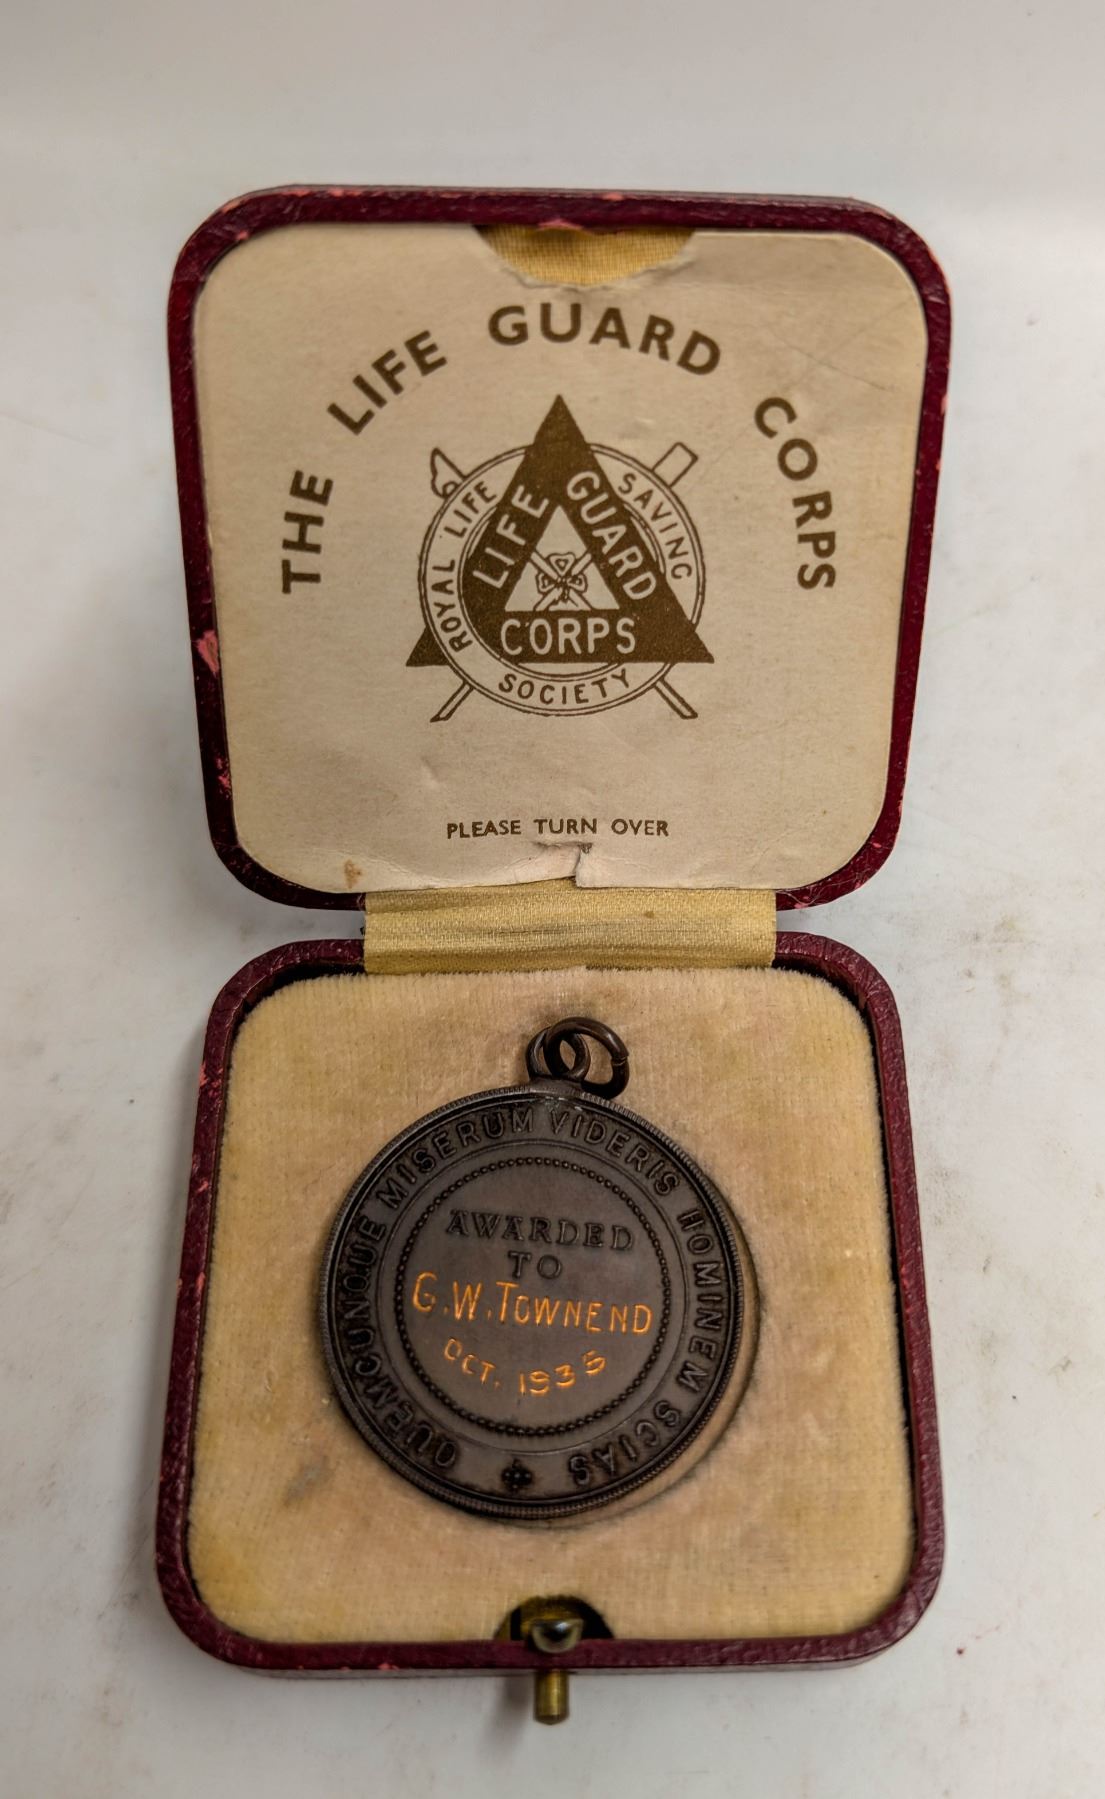 THE LIFE GUARD CORPS
ROYAL LIFE SAVING SOCIETY
LIFE GUARD CORPS
PLEASE TURN OVER
QUEMCUNQUE MISERUM VIDERIS HOMINEM SCIAS
AWARDED
TO
G.W. TOWNEND
OCT. 1935